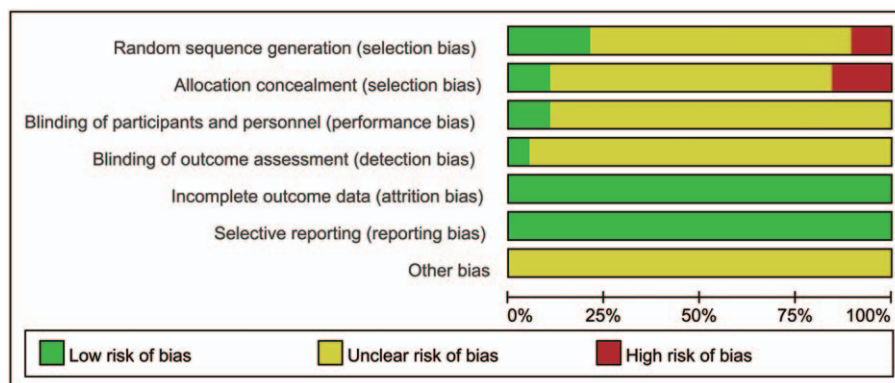 Random sequence generation (selection bias)
Allocation concealment (selection bias)
Blinding of participants and personnel (performance bias)
Blinding of outcome assessment (detection bias)
Incomplete outcome data (attrition bias)
Selective reporting (reporting bias)
Other bias
0% 25% 50% 75% 100%
Low risk of bias Unclear risk of bias High risk of bias